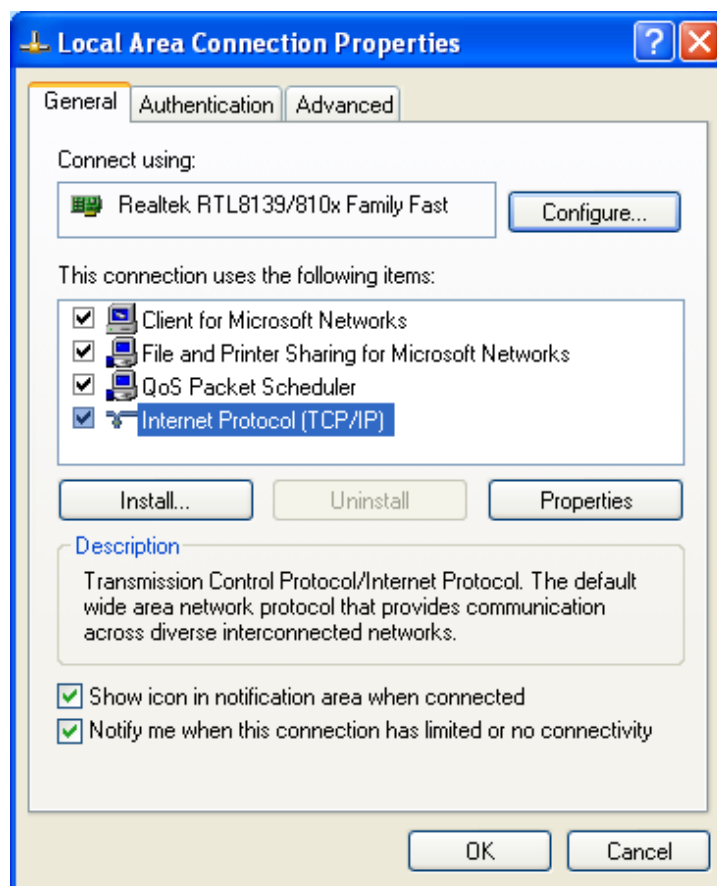 Local Area Connection Properties
?
General Authentication Advanced
Connect using:
Realtek RTL8139/810x Family Fast
Configure...
This connection uses the following items:
Client for Microsoft Networks
File and Printer Sharing for Microsoft Networks
QoS Packet Scheduler
Internet Protocol (TCP/IP)
Install... Uninstall Properties
Description
Transmission Control Protocol/Internet Protocol. The default
wide area network protocol that provides communication
across diverse interconnected networks.
Show icon in notification area when connected
Notify me when this connection has limited or no connectivity
OK Cancel